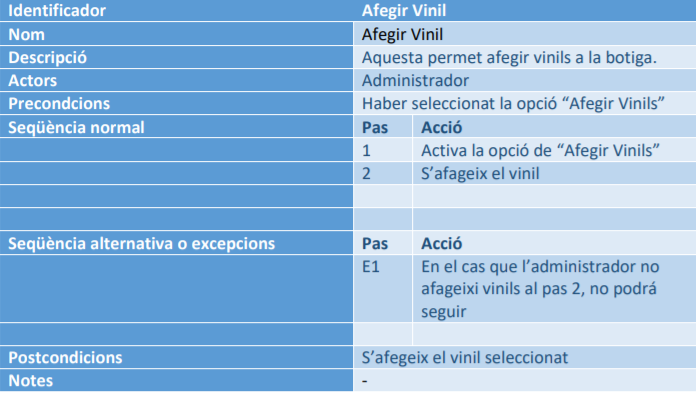 Identificador Afegir Vinil
Nom Afegir Vinil
Descripció Aquesta permet afegir vinils a la botiga.
Actors Administrador
Precondcions Haber seleccionat la opció “Afegir Vinils”
Seqüència normal Pas Acció
1 Activa la opció de “Afegir Vinils”
2 S’afageix el vinil
Seqüència alternativa o excepcions Pas Acció
E1 En el cas que l’administrador no
afageixi vinils al pas 2, no podrá
seguir
Postcondicions S’afegeix el vinil seleccionat
Notes -